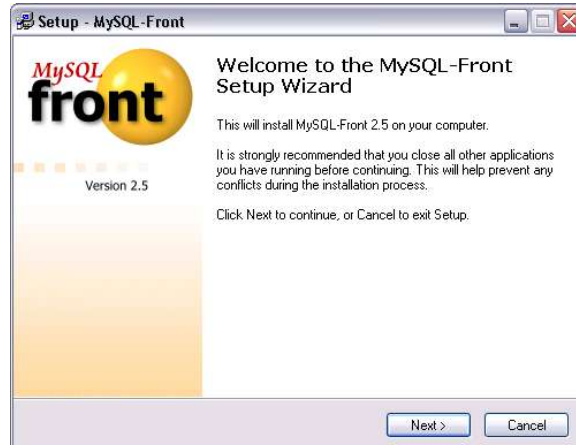 Setup - MySQL-Front
MySQL
front
Version 2.5
Welcome to the MySQL-Front
Setup Wizard
This will install MySQL-Front 2.5 on your computer.
It is strongly recommended that you close all other applications
you have running before continuing. This will help prevent any
conflicts during the installation process.
Click Next to continue, or Cancel to exit Setup.
Next >
Cancel